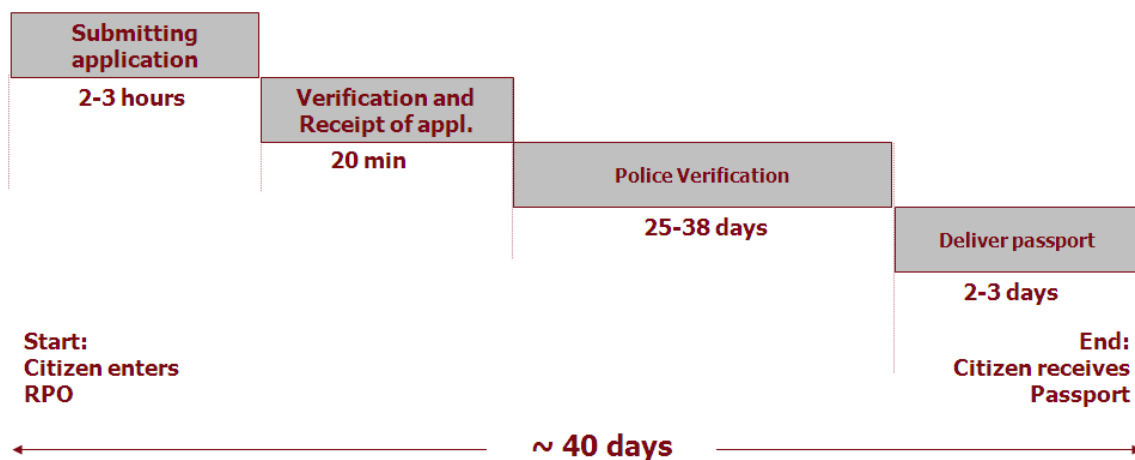 Submitting
application
2-3 hours
Verification and
Receipt of appl.
20 min
Police Verification
25-38 days
Deliver passport
2-3 days
Start:
Citizen enters
RPO
End:
Citizen receives
Passport
~ 40 days